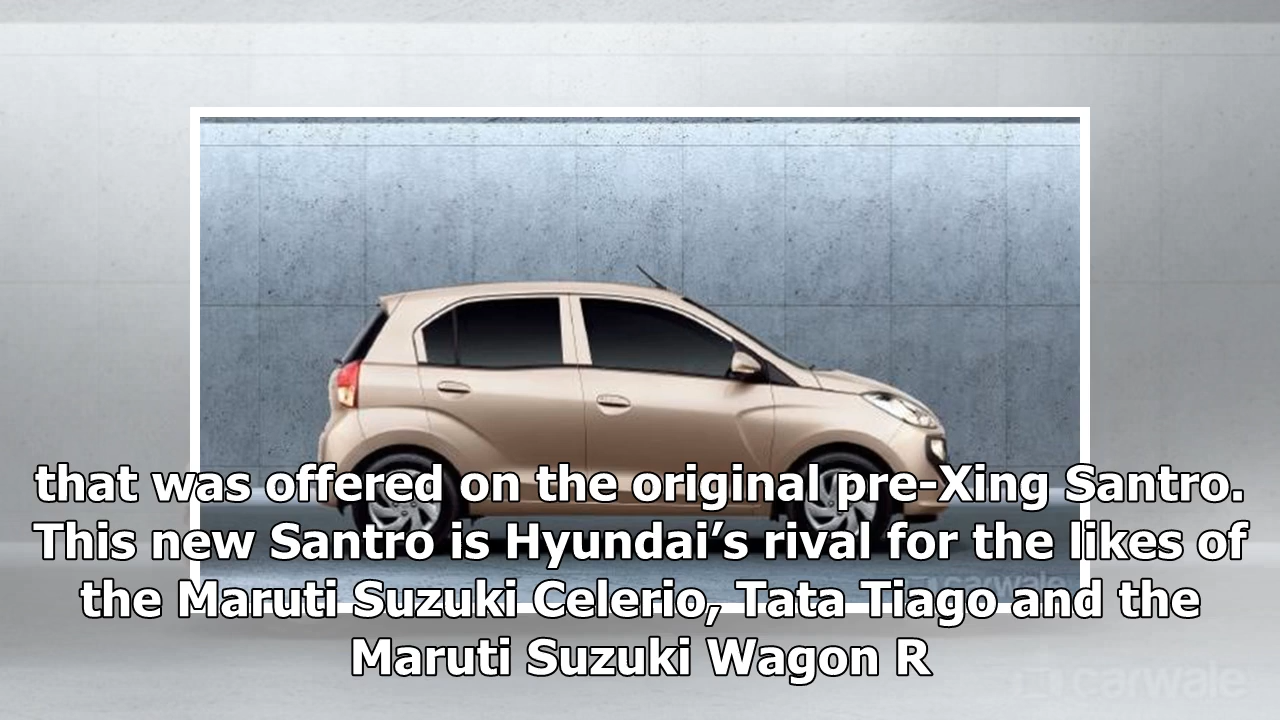 that was offered on the original pre-Xing Santro.
This new Santro is Hyundai’s rival for the likes of
the Maruti Suzuki Celerio, Tata Tiago and the
Maruti Suzuki Wagon R
carwale
carwale